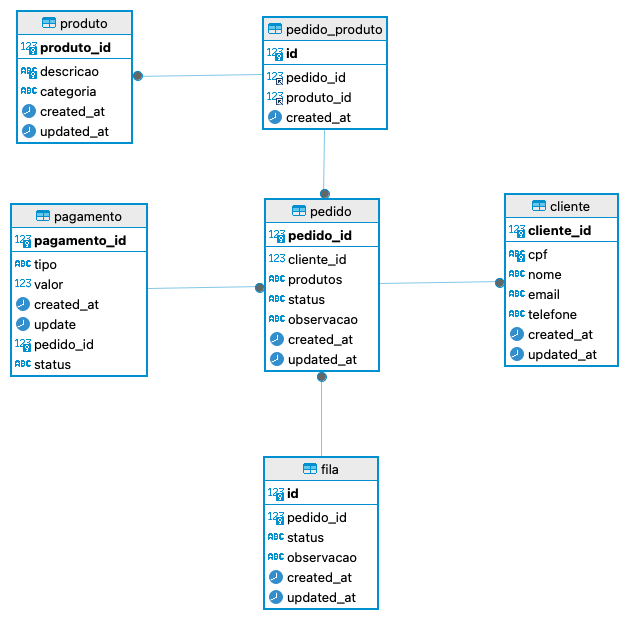 produto
123 produto_id
ABC descricao
ABC categoria
created_at
updated_at
pedido_produto
123 id
123 pedido_id
123 produto_id
created_at
pagamento
123 pagamento_id
ABC tipo
123 valor
created_at
update
123 pedido_id
ABC status
pedido
123 pedido_id
123 cliente_id
ABC produtos
ABC status
ABC observacao
created_at
updated_at
cliente
123 cliente_id
ABC cpf
ABC nome
ABC email
ABC telefone
created_at
updated_at
fila
123 id
123 pedido_id
ABC status
ABC observacao
created_at
updated_at